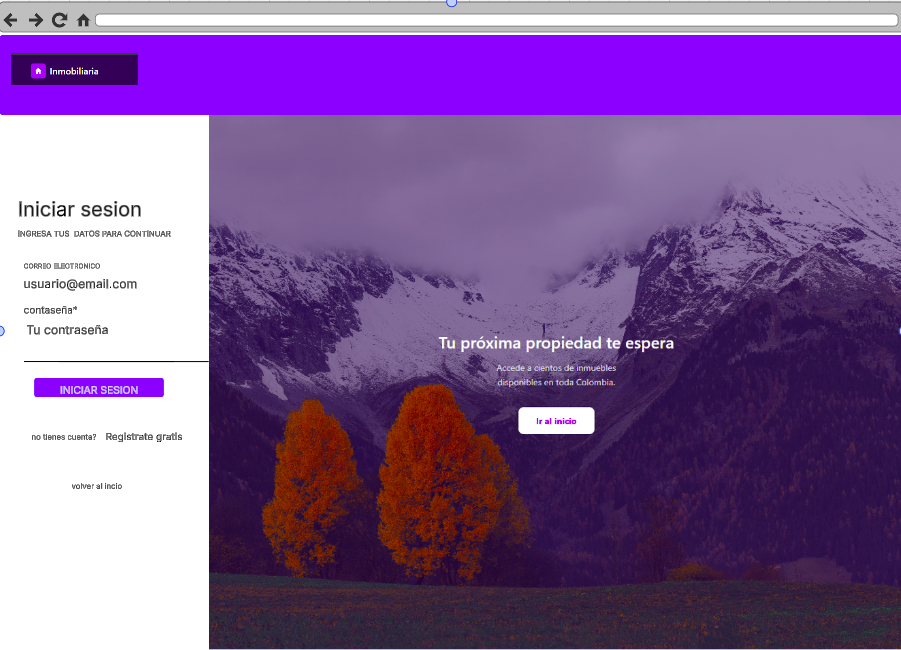 Inmobiliaria
Iniciar sesion
INGRESA TUS DATOS PARA CONTINUAR
CORREO ELECTRONICO
usuario@email.com
contaseña*
Tu contraseña
INICIAR SESION
no tienes cuenta? Registrate gratis
volver al incio
Tu próxima propiedad te espera
Accede a cientos de inmuebles
disponibles en toda Colombia.
Ir al inicio